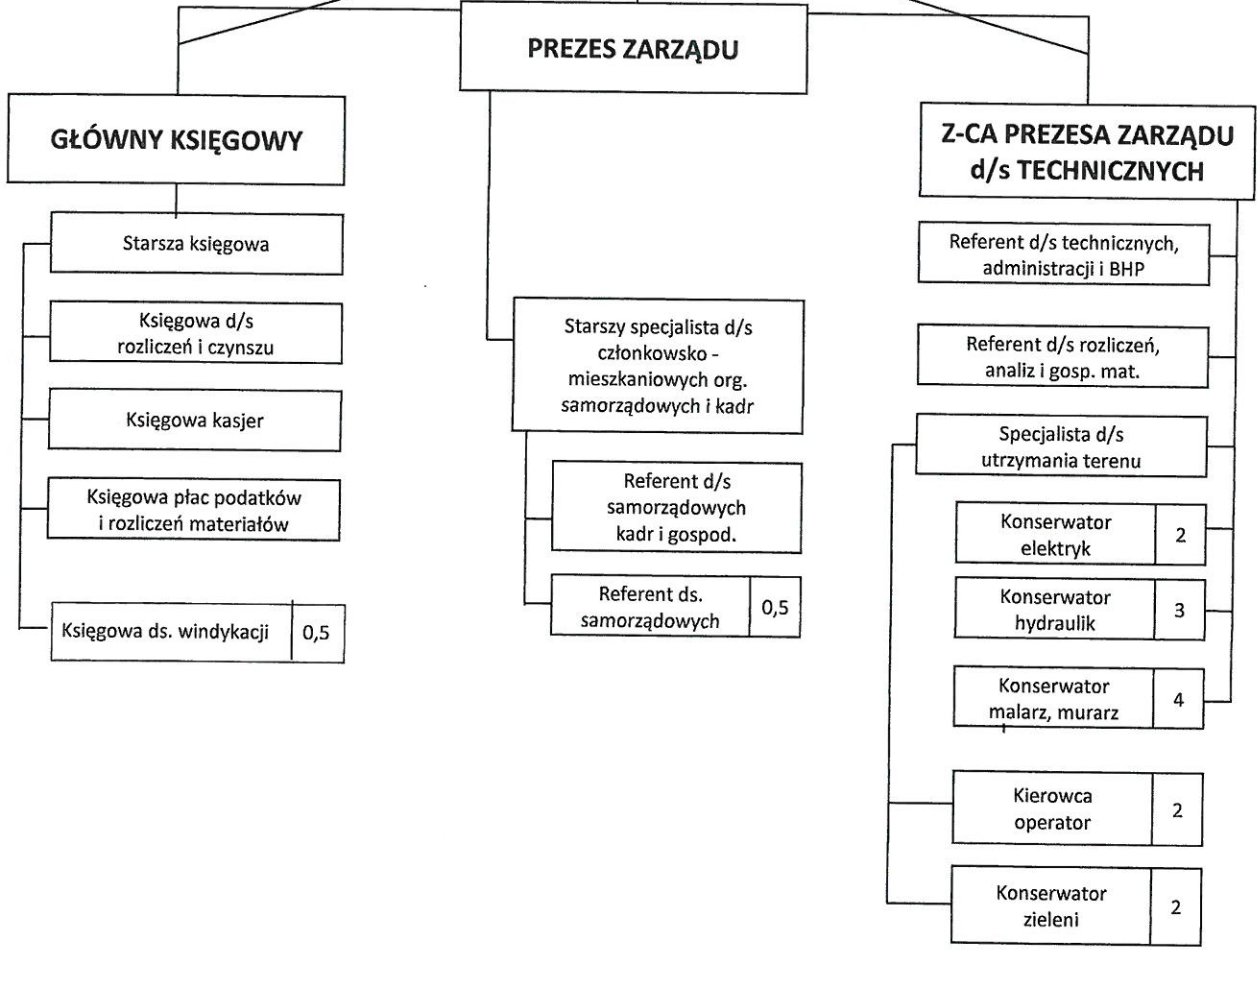 PREZES ZARZĄDU
GŁÓWNY KSIĘGOWY
Starsza księgowa
Księgowa d/s
rozliczeń i czynszu
Księgowa kasjer
Księgowa płac podatków
i rozliczeń materiałów
Księgowa ds. windykacji
0,5
Starszy specjalista d/s
członkowsko -
mieszkaniowych org.
samorządowych i kadr
Referent d/s
samorządowych
kadr i gospod.
Referent ds.
samorządowych
0,5
Z-CA PREZESA ZARZĄDU
d/s TECHNICZNYCH
Referent d/s technicznych,
administracji i BHP
Referent d/s rozliczeń,
analiz i gosp. mat.
Specjalista d/s
utrzymania terenu
Konserwator
elektryk
2
Konserwator
hydraulik
3
Konserwator
malarz, murarz
4
Kierowca
operator
2
Konserwator
zieleni
2